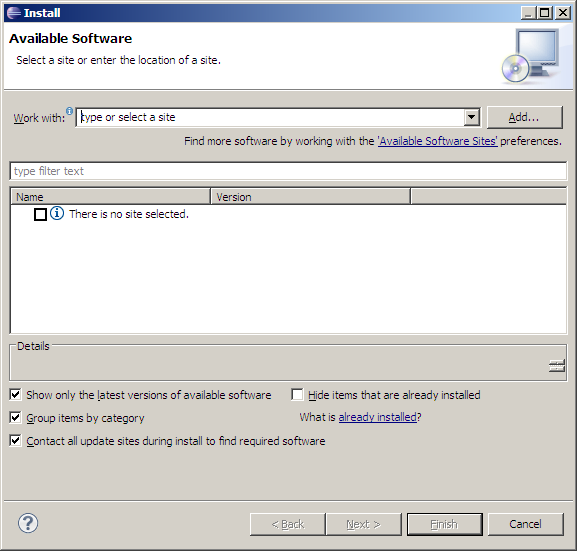 Install
Available Software
Select a site or enter the location of a site.
Work with: type or select a site Add...
Find more software by working with the 'Available Software Sites' preferences.
type filter text
Name Version
There is no site selected.
Details
Show only the latest versions of available software Hide items that are already installed
Group items by category What is already installed?
Contact all update sites during install to find required software
? < Back Next > Finish Cancel